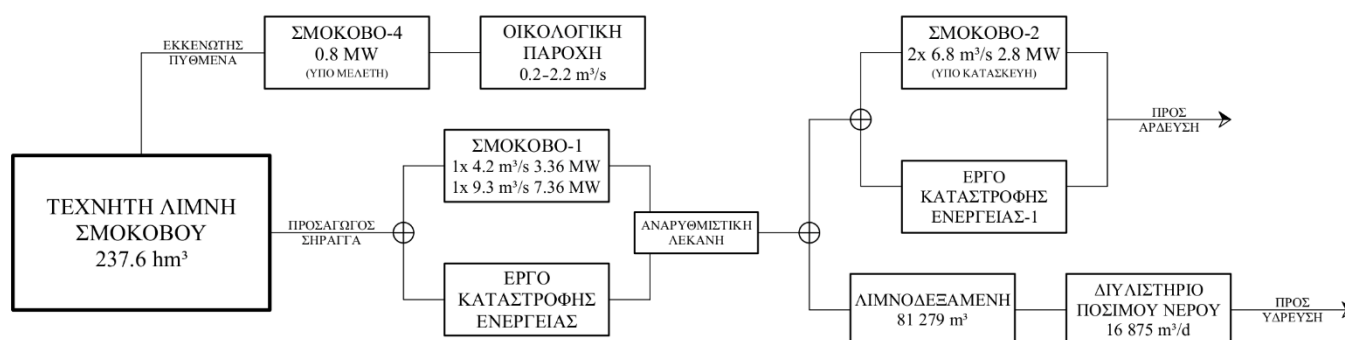 ΕΚΚΕΝΩΤΗΣ
ΠΥΘΜΕΝΑ
ΣΜΟΚΟΒΟ-4
0.8 MW
(ΥΠΟ ΜΕΛΕΤΗ)
ΟΙΚΟΛΟΓΙΚΗ
ΠΑΡΟΧΗ
0.2-2.2 m³/s
ΣΜΟΚΟΒΟ-2
2x 6.8 m³/s 2.8 MW
(ΥΠΟ ΚΑΤΑΣΚΕΥΗ)
ΠΡΟΣ
ΑΡΔΕΥΣΗ
ΤΕΧΝΗΤΗ ΛΙΜΝΗ
ΣΜΟΚΟΒΟΥ
237.6 hm³
ΠΡΟΣΑΓΩΓΟΣ
ΣΗΡΑΓΓΑ
ΣΜΟΚΟΒΟ-1
1x 4.2 m³/s 3.36 MW
1x 9.3 m³/s 7.36 MW
ΕΡΓΟ
ΚΑΤΑΣΤΡΟΦΗΣ
ΕΝΕΡΓΕΙΑΣ
ΑΝΑΡΥΘΜΙΣΤΙΚΗ
ΛΕΚΑΝΗ
ΕΡΓΟ
ΚΑΤΑΣΤΡΟΦΗΣ
ΕΝΕΡΓΕΙΑΣ-1
ΛΙΜΝΟΔΕΞΑΜΕΝΗ
81 279 m³
ΔΙΥΛΙΣΤΗΡΙΟ
ΠΟΣΙΜΟΥ ΝΕΡΟΥ
16 875 m³/d
ΠΡΟΣ
ΥΔΡΕΥΣΗ